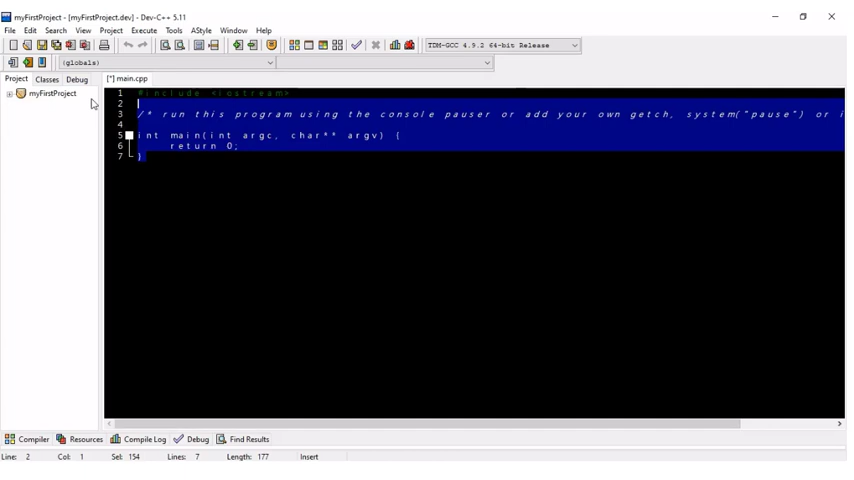 myFirstProject - [myFirstProject.dev] - Dev-C++ 5.11
File Edit Search View Project Execute Tools AStyle Window Help
TDM-GCC 4.9.2 64-bit Release
(globals)
Project Classes Debug [*] main.cpp
myFirstProject
1 #include <iostream>
2
3 /* run this program using the console pauser or add your own getch, system("pause") or i
4
5 int main(int argc, char** argv) {
6 return 0;
7 }
Compiler Resources Compile Log Debug Find Results
Line: 2 Col: 1 Sel: 154 Lines: 7 Length: 177 Insert